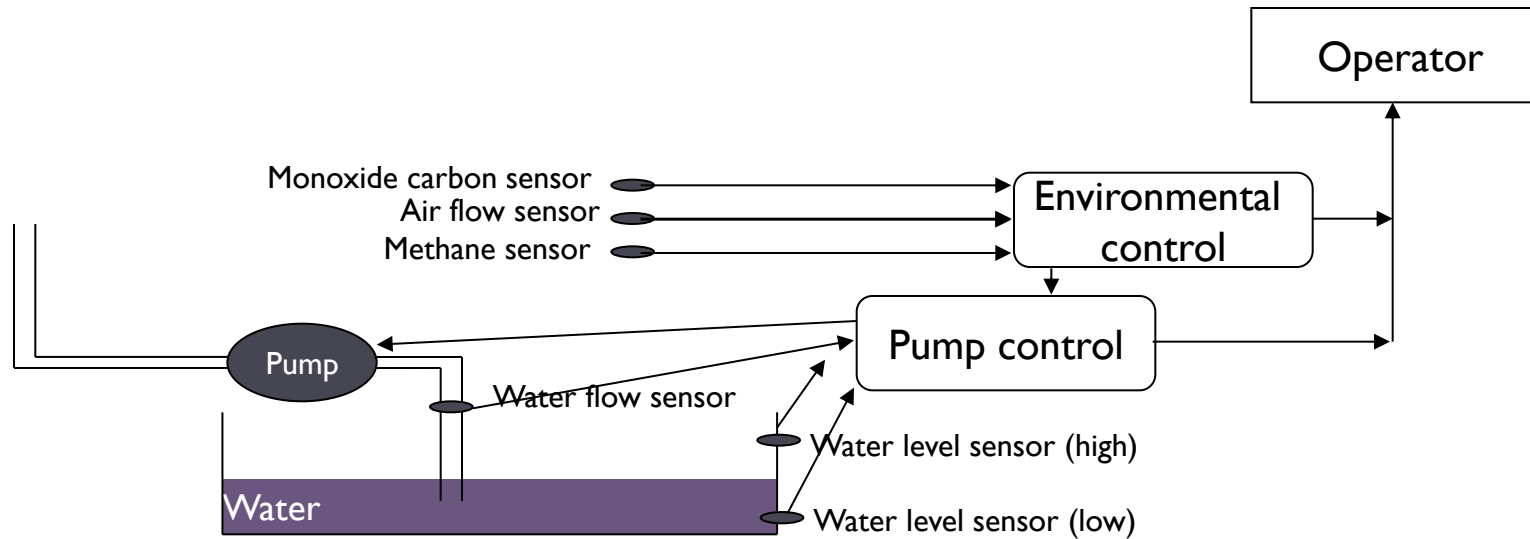 Operator
Monoxide carbon sensor
Air flow sensor
Methane sensor
Environmental
control
Pump control
Pump
Water flow sensor
Water level sensor (high)
Water
Water level sensor (low)